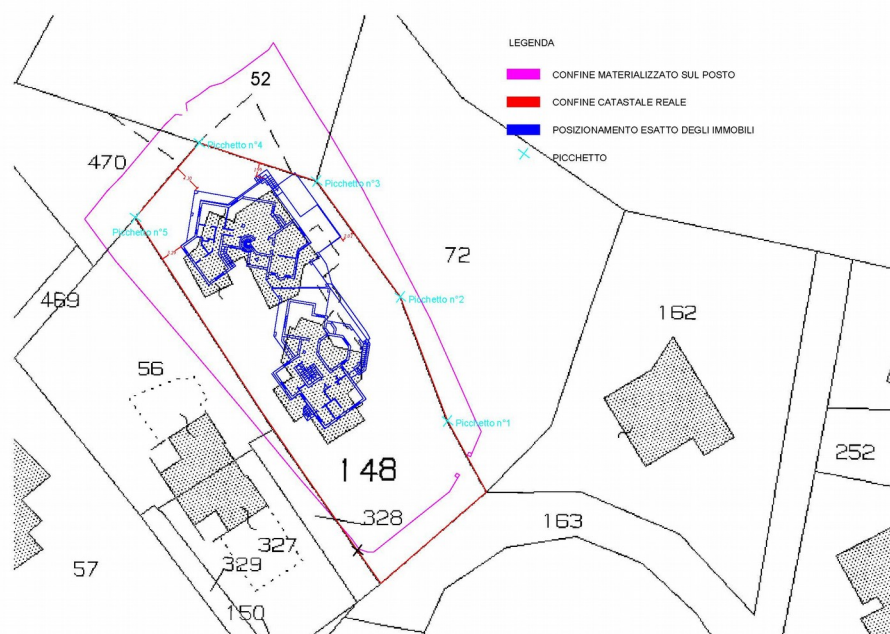 LEGENDA
CONFINE MATERIALIZZATO SUL POSTO
CONFINE CATASTALE REALE
POSIZIONAMENTO ESATTO DEGLI IMMOBILI
PICCHETTO
52
Picchetto n°4
470
Picchetto n°3
Picchetto n°5
72
469
Picchetto n°2
162
56
Picchetto n°1
252
148
328
163
327
329
57
150